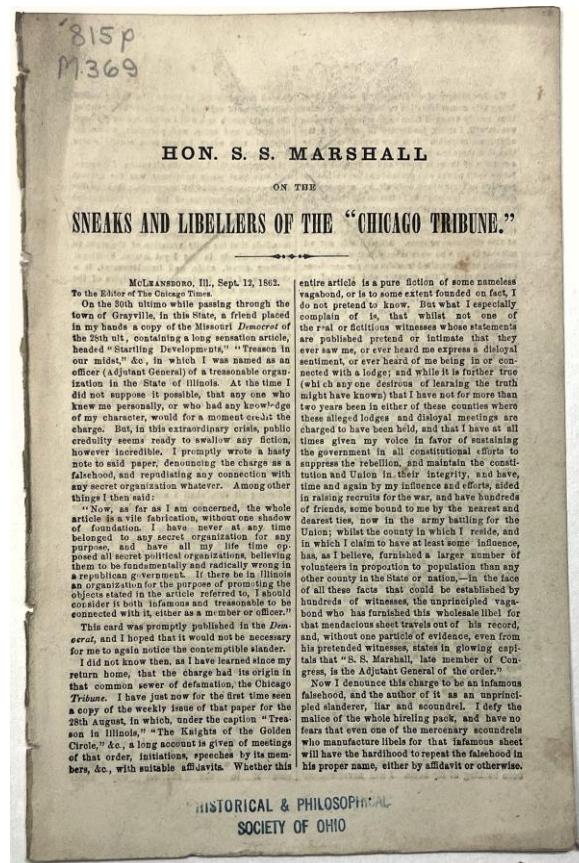 815p
M369
HON. S. S. MARSHALL
ON THE
SNEAKS AND LIBELLERS OF THE "CHICAGO TRIBUNE."
McLeansboro, Ill., Sept. 12, 1862.
To the Editor of The Chicago Times.
On the 30th ultimo while passing through the
town of Grayville, in this State, a friend placed
in my hands a copy of the Missouri Democrat of
the 28th ult, containing a long sensation article,
headed "Startling Developments," "Treason in
our midst," &c, in which I was named as an
officer (Adjutant General) of a treasonable organ-
ization in the State of Illinois. At the time I
did not suppose it possible, that any one who
knew me personally, or who had any knowledge
of my character, would for a moment credit the
charge. But, in this extraordinary crisis, public
credulity seems ready to swallow any fiction,
however incredible. I promptly wrote a hasty
note to said paper, denouncing the charge as a
falsehood, and repudiating any connection with
any secret organization whatever. Among other
things I then said:
"Now, as far as I am concerned, the whole
article is a vile fabrication, without one shadow
of foundation. I have never at any time
belonged to any secret organization for any
purpose, and have all my life time op-
posed all secret political organizations, believing
them to be fundamentally and radically wrong in
a republican government. If there be in Illinois
an organization for the purpose of promoting the
objects stated in the article referred to, I should
consider it both infamous and treasonable to be
connected with it, either as a member or officer."
This card was promptly published in the Dem-
ocrat, and I hoped that it would not be necessary
for me to again notice the contemptible slander.
I did not know then, as I have learned since my
return home, that the charge had its origin in
that common sewer of defamation, the Chicago
Tribune. I have just now for the first time seen
a copy of the weekly issue of that paper for the
28th August, in which, under the caption "Trea-
son in Illinois," "The Knights of the Golden
Circle," &c., a long account is given of meetings
of that order, initiations, speeches by its mem-
bers, &c., with suitable affidavits. Whether this
entire article is a pure fiction of some nameless
vagabond, or is to some extent founded on fact, I
do not pretend to know. But what I especially
complain of is, that whilst not one of
the real or fictitious witnesses whose statements
are published pretend or intimate that they
ever saw me, or ever heard me express a disloyal
sentiment, or ever heard of me being in or con-
nected with a lodge; and while it is further true
(which any one desirous of learning the truth
might have known) that I have not for more than
two years been in either of these counties where
these alleged lodges and disloyal meetings are
charged to have been held, and that I have at all
times given my voice in favor of sustaining
the government in all constitutional efforts to
suppress the rebellion, and maintain the consti-
tution and Union in their integrity, and have,
time and again by my influence and efforts, aided
in raising recruits for the war, and have hundreds
of friends, some bound to me by the nearest and
dearest ties, now in the army battling for the
Union; whilst the county in which I reside, and
in which I claim to have at least some influence,
has, as I believe, furnished a larger number of
volunteers in proportion to population than any
other county in the State or nation,—in the face
of all these facts that could be established by
hundreds of witnesses, the unprincipled vaga-
bond who has furnished this wholesale libel for
that mendacious sheet travels out of his record,
and, without one particle of evidence, even from
his pretended witnesses, states in glowing capi-
tals that "S. S. Marshall, late member of Con-
gress, is the Adjutant General of the order."
Now I denounce this charge to be an infamous
falsehood, and the author of it as an unprinci-
pled slanderer, liar and scoundrel. I defy the
malice of the whole hireling pack, and have no
fears that even one of the mercenary scoundrels
who manufacture libels for that infamous sheet
will have the hardihood to repeat the falsehood in
his proper name, either by affidavit or otherwise.
HISTORICAL & PHILOSOPHICAL
SOCIETY OF OHIO